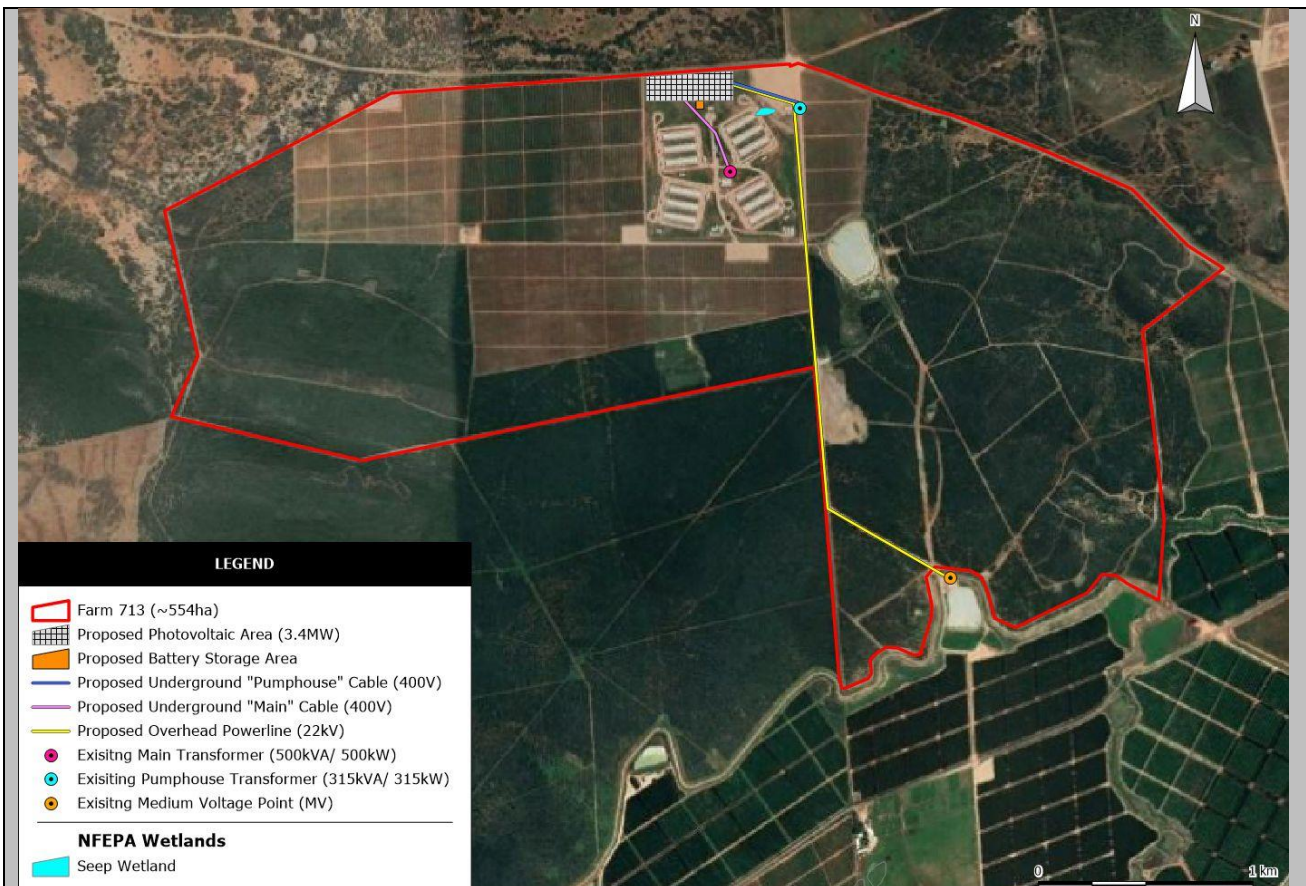 N
LEGEND
Farm 713 (~554ha)
Proposed Photovoltaic Area (3.4MW)
Proposed Battery Storage Area
Proposed Underground "Pumphouse" Cable (400V)
Proposed Underground "Main" Cable (400V)
Proposed Overhead Powerline (22kV)
Exisitng Main Transformer (500kVA/ 500kW)
Exisiting Pumphouse Transformer (315kVA/ 315kW)
Exisitng Medium Voltage Point (MV)
NFEPA Wetlands
Seep Wetland
0 1 km